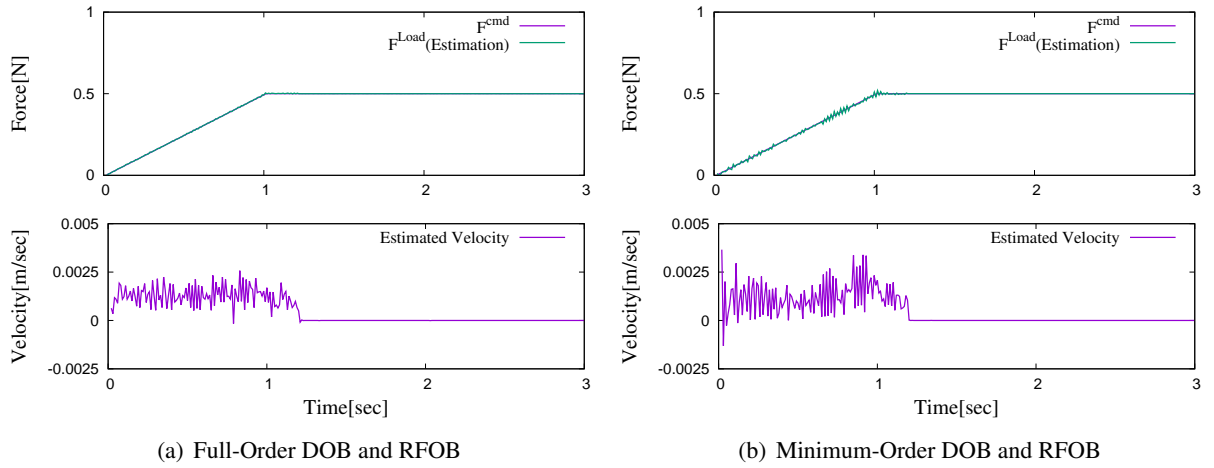 1
F^cmd
F^Load(Estimation)
0.5
Force[N]
0
0 1 2 3
0.005
Estimated Velocity
0.0025
Velocity[m/sec]
0
-0.0025
0 1 2 3
Time[sec]
(a) Full-Order DOB and RFOB
1
F^cmd
F^Load(Estimation)
0.5
Force[N]
0
0 1 2 3
0.005
Estimated Velocity
0.0025
Velocity[m/sec]
0
-0.0025
0 1 2 3
Time[sec]
(b) Minimum-Order DOB and RFOB